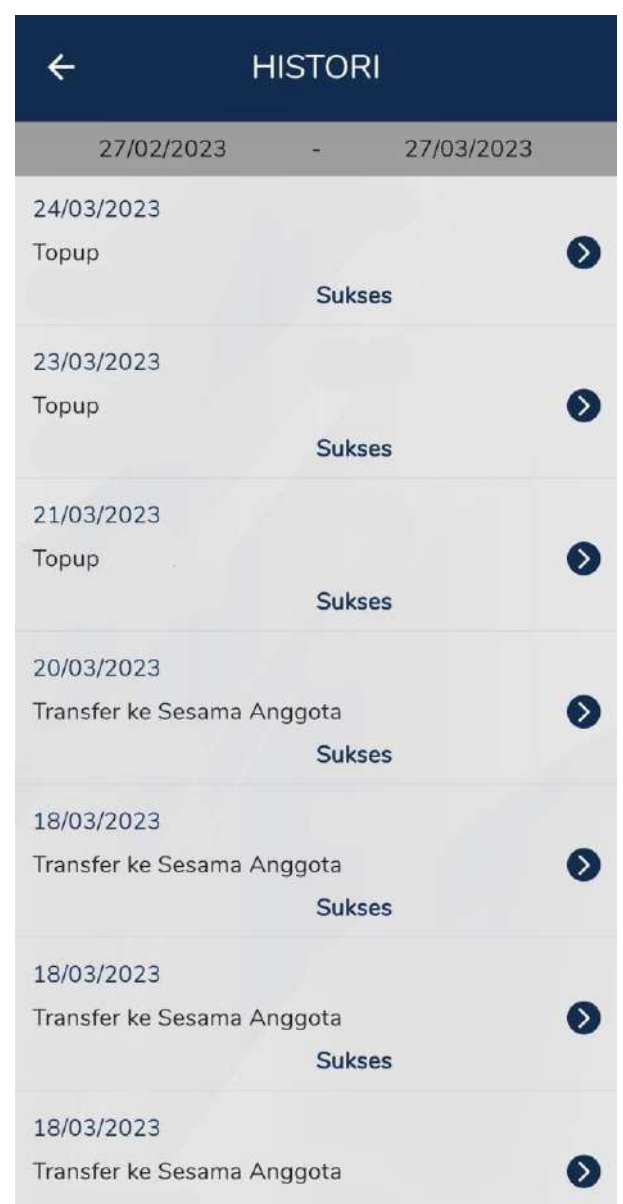 HISTORI
27/02/2023 - 27/03/2023
24/03/2023
Topup
Sukses
23/03/2023
Topup
Sukses
21/03/2023
Topup
Sukses
20/03/2023
Transfer ke Sesama Anggota
Sukses
18/03/2023
Transfer ke Sesama Anggota
Sukses
18/03/2023
Transfer ke Sesama Anggota
Sukses
18/03/2023
Transfer ke Sesama Anggota